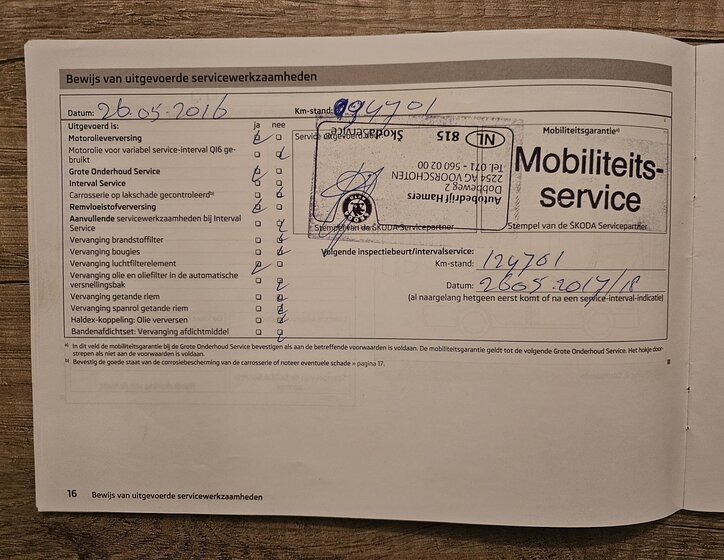 Bewijs van uitgevoerde servicewerkzaamheden
Datum: 26.05.2016 Km-stand: 94701
Uitgevoerd is: ja nee
Motorolieverversing
Motorolie voor variabel service-interval QI6 ge-
bruikt
Grote Onderhoud Service
Interval Service
Carrosserie op lakschade gecontroleerd b)
Remvloeistofverversing
Aanvullende servicewerkzaamheden bij Interval
Service
Vervanging brandstoffilter
Vervanging bougies
Vervanging luchtfilterelement
Vervanging olie en oliefilter in de automatische
versnellingsbak
Vervanging getande riem
Vervanging spanrol getande riem
Haldex-koppeling: Olie verversen
Bandenafdichtset: Vervanging afdichtmiddel
Service uitgevoerd
ŠkodaService 815 NL
Autobedrijf Hamers
Dobbeweg 2
2254 AG VOORSCHOTEN
Tel. 071 - 560 02 00
Stempel van de ŠKODA Servicepartner
Mobiliteitsgarantie a)
Mobiliteits-
service
Stempel van de ŠKODA Servicepartner
Volgende inspectiebeurt/intervalservice:
Km-stand: 124701
Datum: 2605.2017/18
(al naargelang hetgeen eerst komt of na een service-interval-indicatie)
a) In dit veld de mobiliteitsgarantie bij de Grote Onderhoud Service bevestigen als aan de betreffende voorwaarden is voldaan. De mobiliteitsgarantie geldt tot de volgende Grote Onderhoud Service. Het hokje door-
strepen als niet aan de voorwaarden is voldaan.
b) Bevestig de goede staat van de corrosiebescherming van de carrosserie of noteer eventuele schade » pagina 17.
16 Bewijs van uitgevoerde servicewerkzaamheden